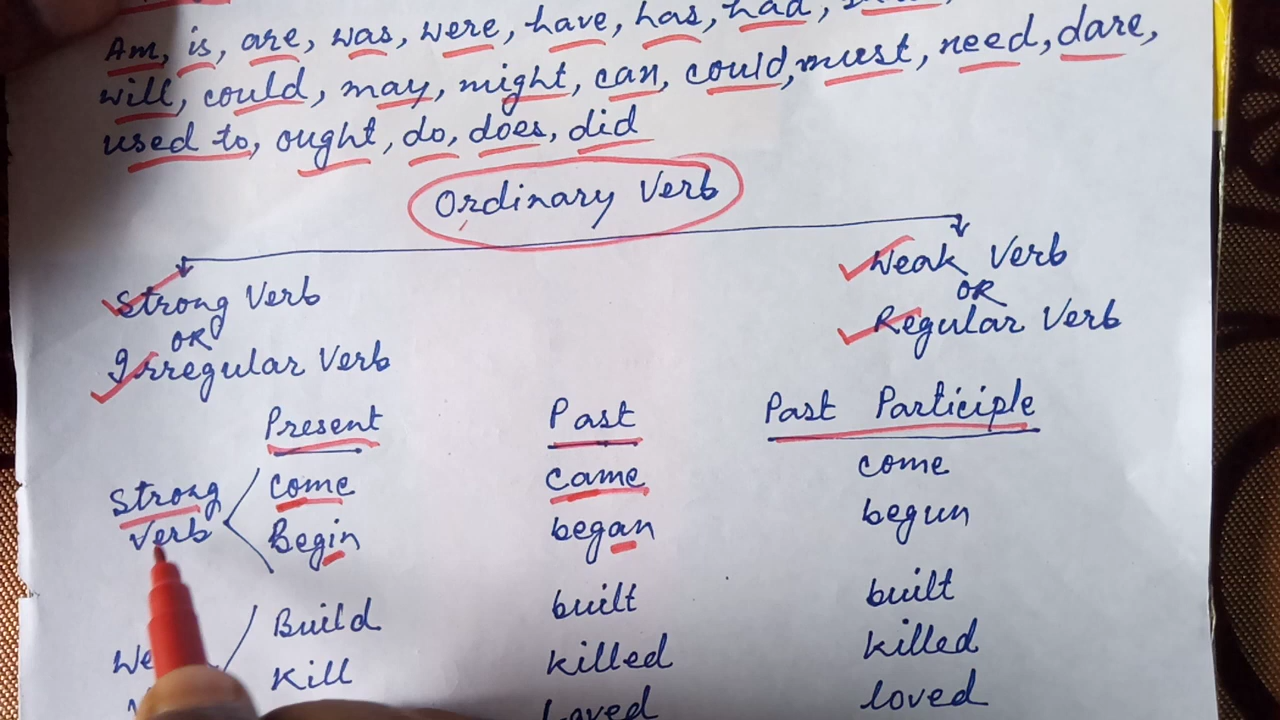 Am, is, are, was, were, have, has, had,
will, could, may, might, can, could, must, need, dare,
used to, ought, do, does, did
Ordinary Verb
Strong Verb
OR
Irregular Verb
Weak Verb
OR
Regular Verb
Present Past Past Participle
Strong Verb
come came come
Begin began begun
Build built built
Kill killed killed
Loved loved